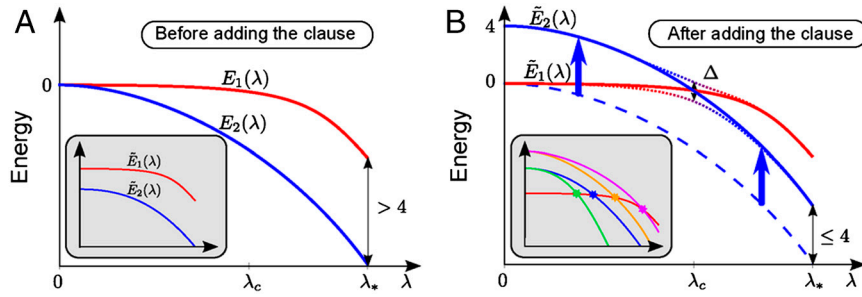 A
Before adding the clause
Energy
0
E₁(λ)
E₂(λ)
Ẽ₁(λ)
Ẽ₂(λ)
> 4
0
λc
λ*
λ
B
After adding the clause
Energy
4
Ẽ₂(λ)
0
Ẽ₁(λ)
Δ
≤ 4
0
λc
λ*
λ